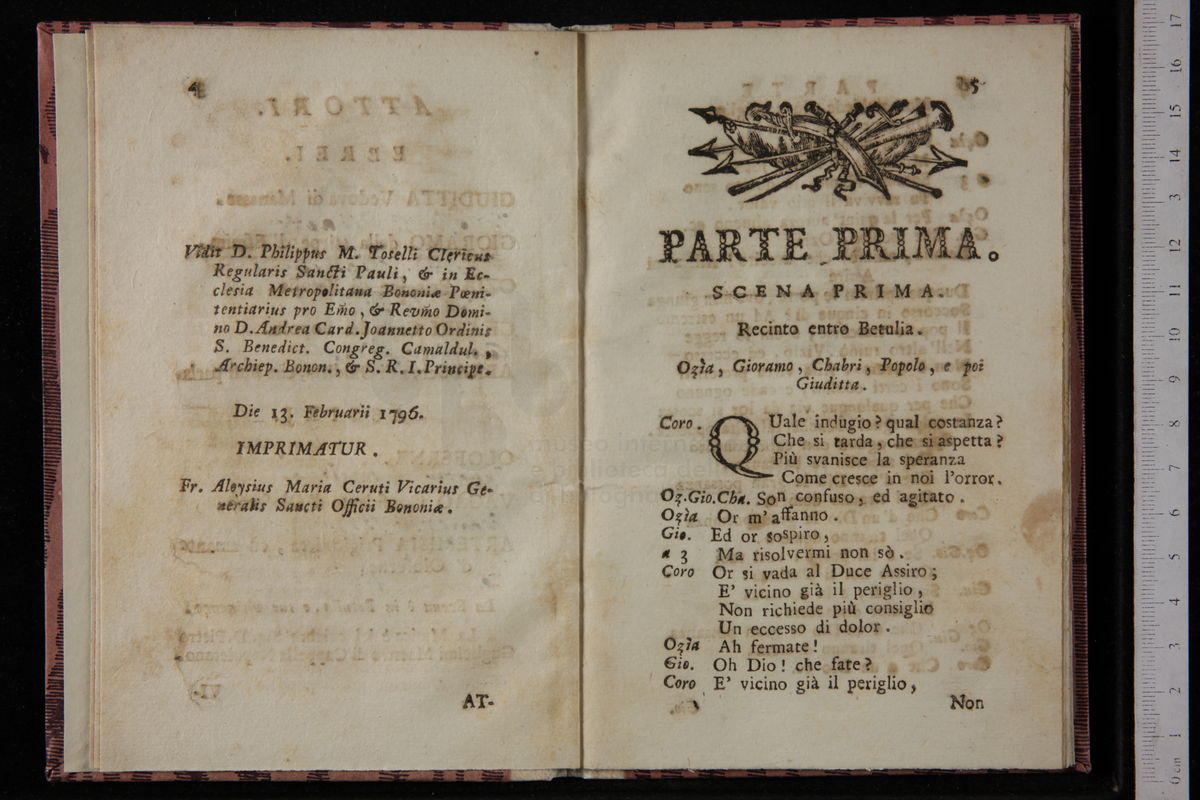 4
Vidit D. Philippus M. Toselli Clericus
Regularis Sancti Pauli, & in Ec-
clesia Metropolitana Bononiæ Pœni-
tentiarius pro Emo, & Revmo Domi-
no D. Andrea Card. Joannetto Ordinis
S. Benedict. Congreg. Camaldul.,
Archiep. Bonon., & S. R. I. Principe.
Die 13. Februarii 1796.
IMPRIMATUR.
Fr. Aloysius Maria Ceruti Vicarius Ge-
neralis Sancti Officii Bononiæ.
AT-
5
PARTE PRIMA.
SCENA PRIMA.
Recinto entro Betulia.
Ozìa, Gioramo, Chabri, Popolo, e poi
Giuditta.
Coro. QUale indugio? qual costanza?
Che si tarda, che si aspetta?
Più svanisce la speranza
Come cresce in noi l'orror.
Oz.Gio.Cha. Son confuso, ed agitato.
Ozìa Or m'affanno.
Gio. Ed or sospiro,
a 3 Ma risolvermi non sò.
Coro Or si vada al Duce Assiro;
E' vicino già il periglio,
Non richiede più consiglio
Un eccesso di dolor.
Ozìa Ah fermate!
Gio. Oh Dio! che fate?
Coro E' vicino già il periglio,
Non